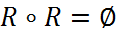 R ∘ R = ∅